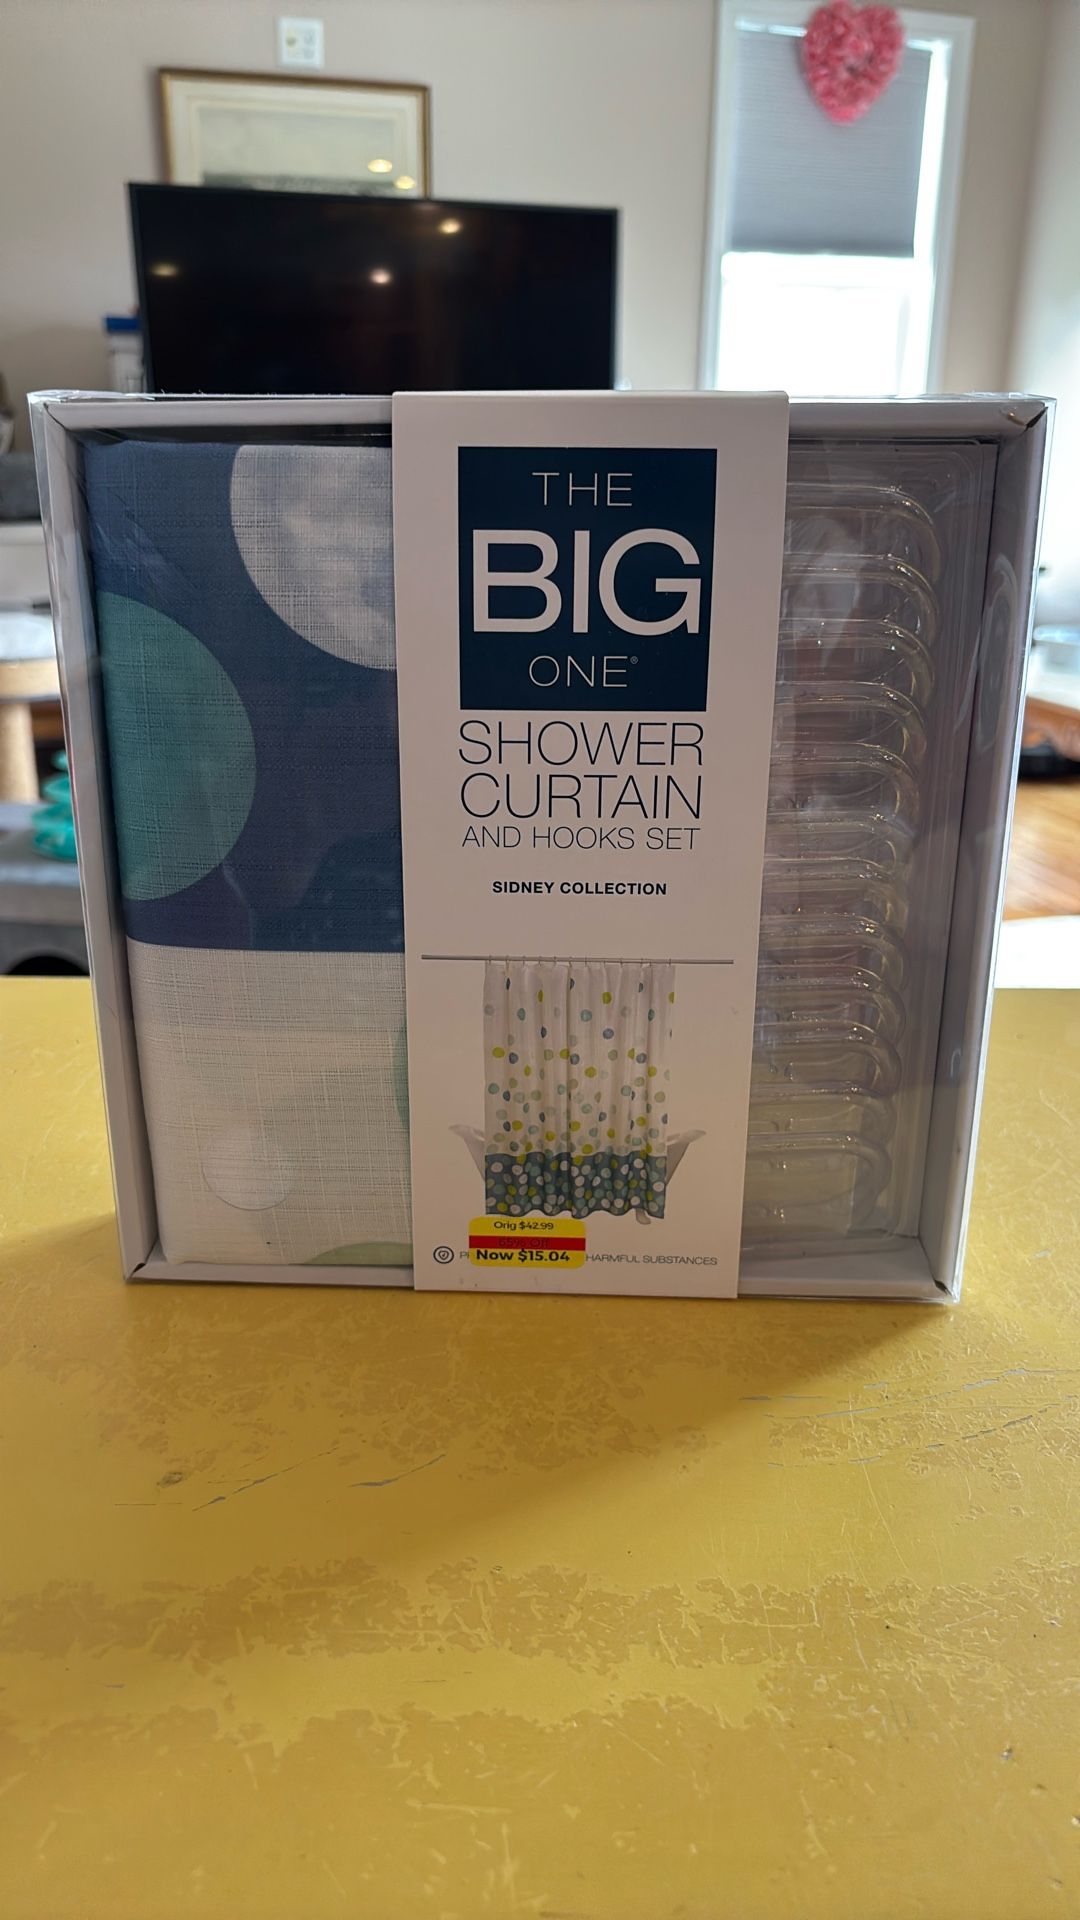 THE
BIG
ONE®
SHOWER
CURTAIN
AND HOOKS SET
SIDNEY COLLECTION
Orig $42.99
65% Off
Now $15.04
HARMFUL SUBSTANCES